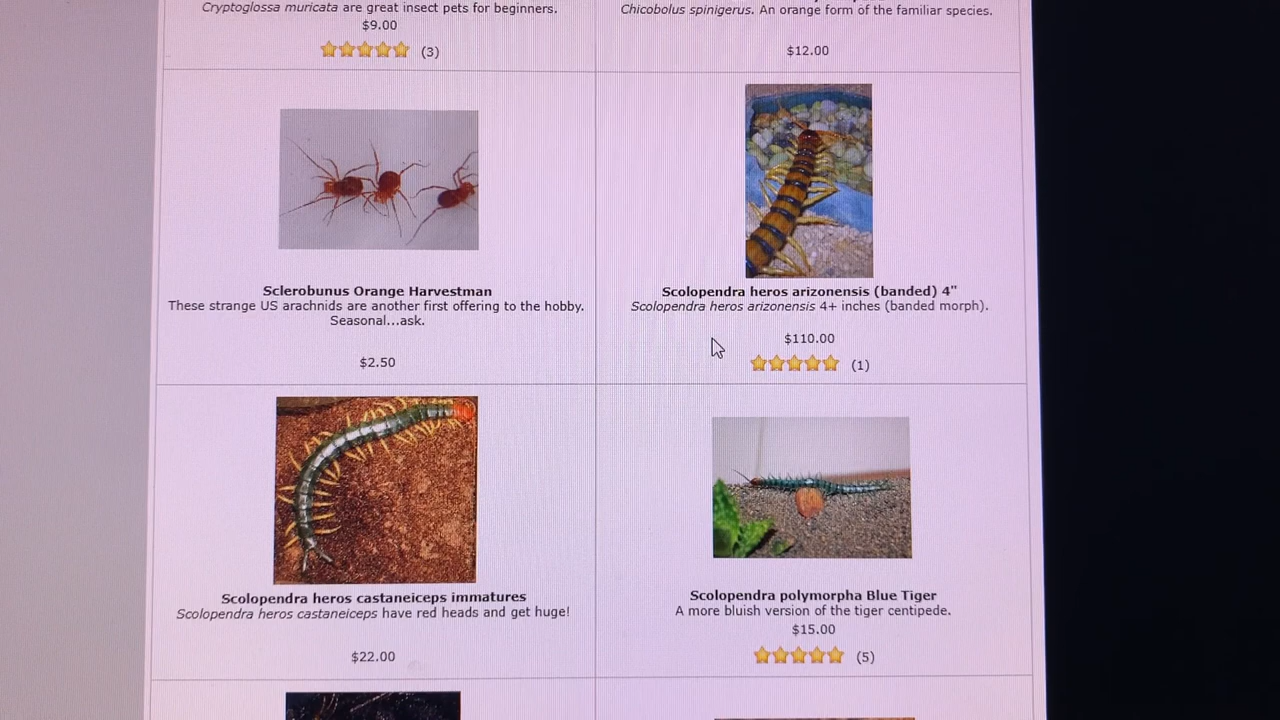 Cryptoglossa muricata are great insect pets for beginners.
$9.00
(3)
Chicobolus spinigerus. An orange form of the familiar species.
$12.00
Sclerobunus Orange Harvestman
These strange US arachnids are another first offering to the hobby.
Seasonal...ask.
$2.50
Scolopendra heros arizonensis (banded) 4"
Scolopendra heros arizonensis 4+ inches (banded morph).
$110.00
(1)
Scolopendra heros castaneiceps immatures
Scolopendra heros castaneiceps have red heads and get huge!
$22.00
Scolopendra polymorpha Blue Tiger
A more bluish version of the tiger centipede.
$15.00
(5)